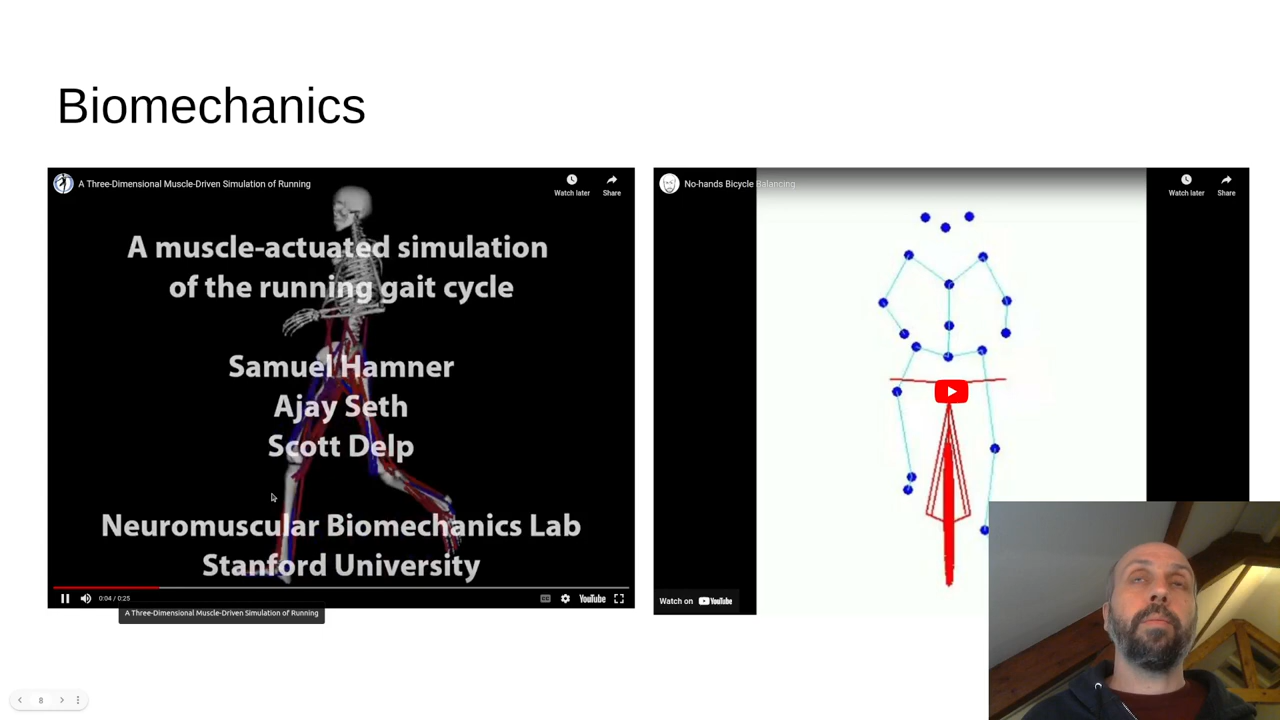 Biomechanics
A Three-Dimensional Muscle-Driven Simulation of Running
Watch later
Share
A muscle-actuated simulation
of the running gait cycle
Samuel Hamner
Ajay Seth
Scott Delp
Neuromuscular Biomechanics Lab
Stanford University
0:04 / 0:25
CC
YouTube
A Three-Dimensional Muscle-Driven Simulation of Running
No-hands Bicycle Balancing
Watch later
Share
Watch on YouTube
8